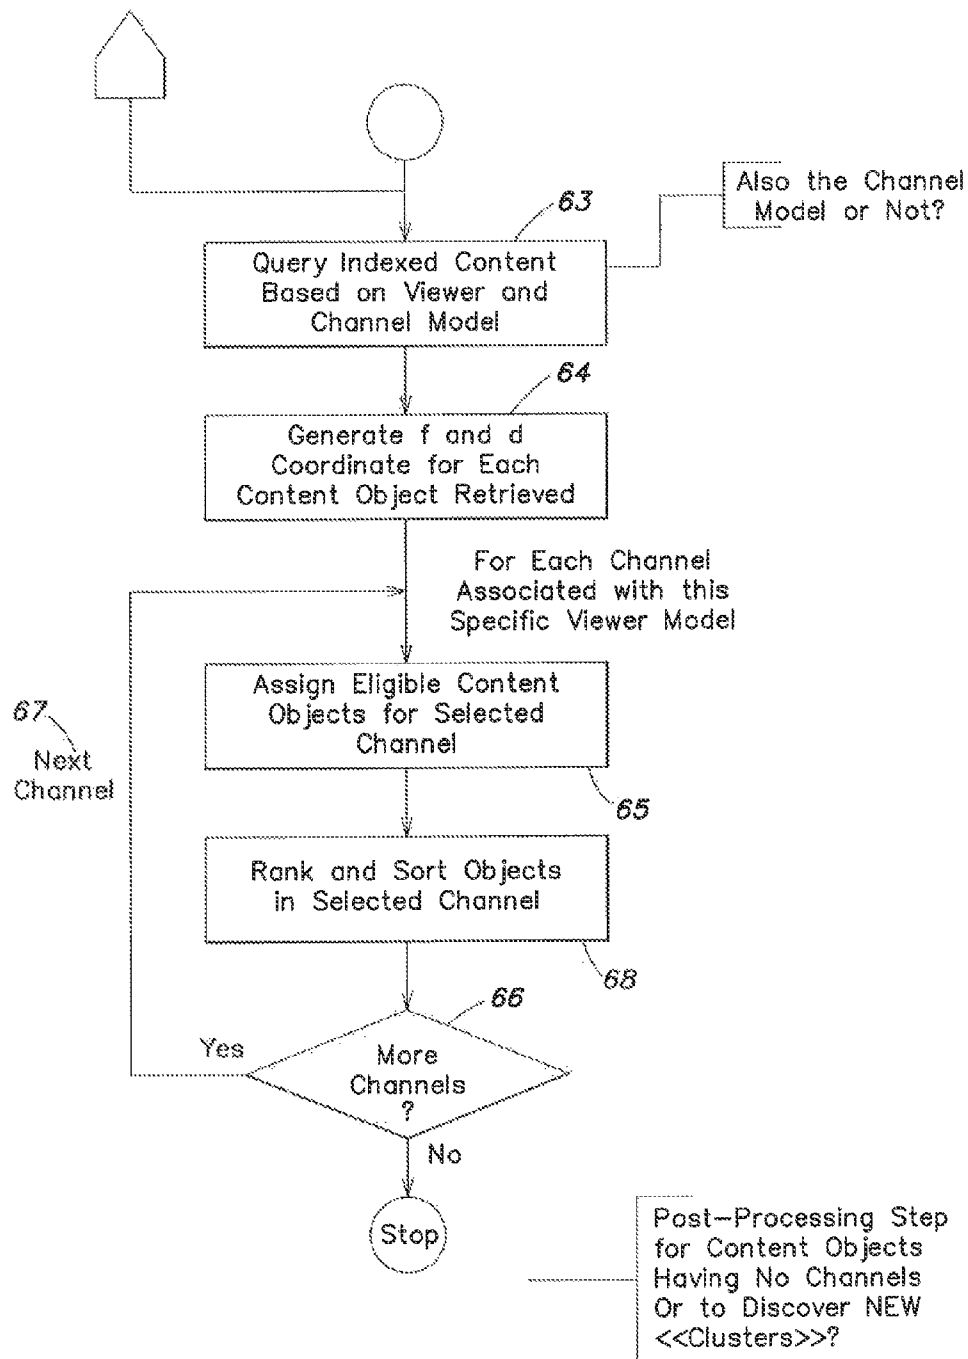 63
Also the Channel
Model or Not?
Query Indexed Content
Based on Viewer and
Channel Model
64
Generate f and d
Coordinate for Each
Content Object Retrieved
For Each Channel
Associated with this
Specific Viewer Model
Assign Eligible Content
Objects for Selected
Channel
67
Next
Channel
65
Rank and Sort Objects
in Selected Channel
68
66
Yes
More
Channels
?
No
Stop
Post-Processing Step
for Content Objects
Having No Channels
Or to Discover NEW
<<Clusters>>?